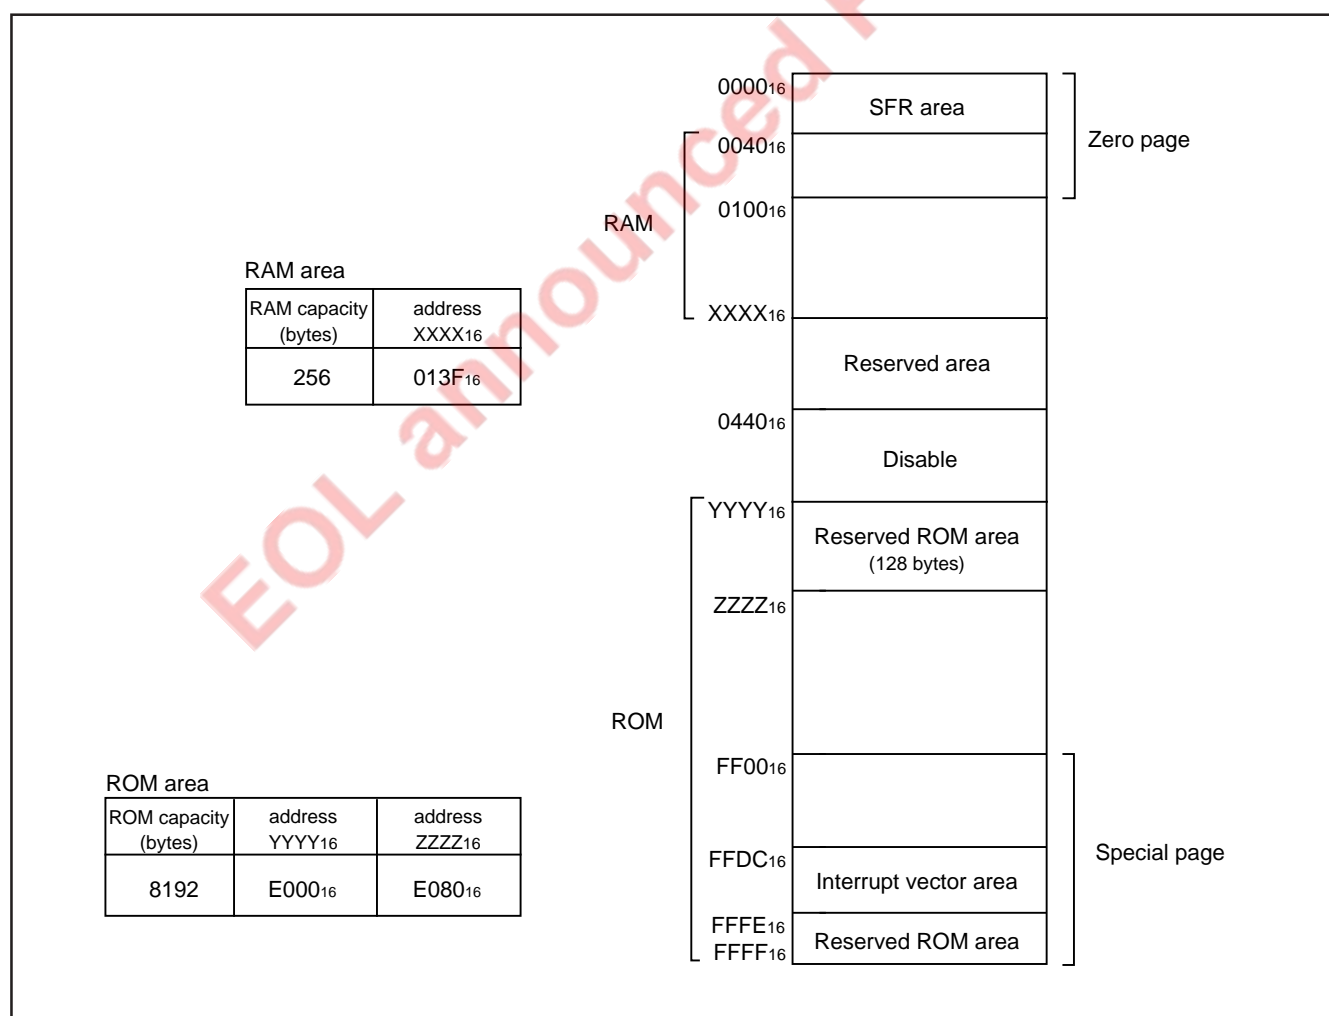 EOL announced
0000₁₆
SFR area
0040₁₆
Zero page
0100₁₆
RAM
XXXX₁₆
Reserved area
0440₁₆
Disable
YYYY₁₆
Reserved ROM area
(128 bytes)
ZZZZ₁₆
ROM
FF00₁₆
FFDC₁₆
Interrupt vector area
Special page
FFFE₁₆
FFFF₁₆
Reserved ROM area
RAM area
RAM capacity (bytes) address XXXX₁₆
256 013F₁₆
ROM area
ROM capacity (bytes) address YYYY₁₆ address ZZZZ₁₆
8192 E000₁₆ E080₁₆